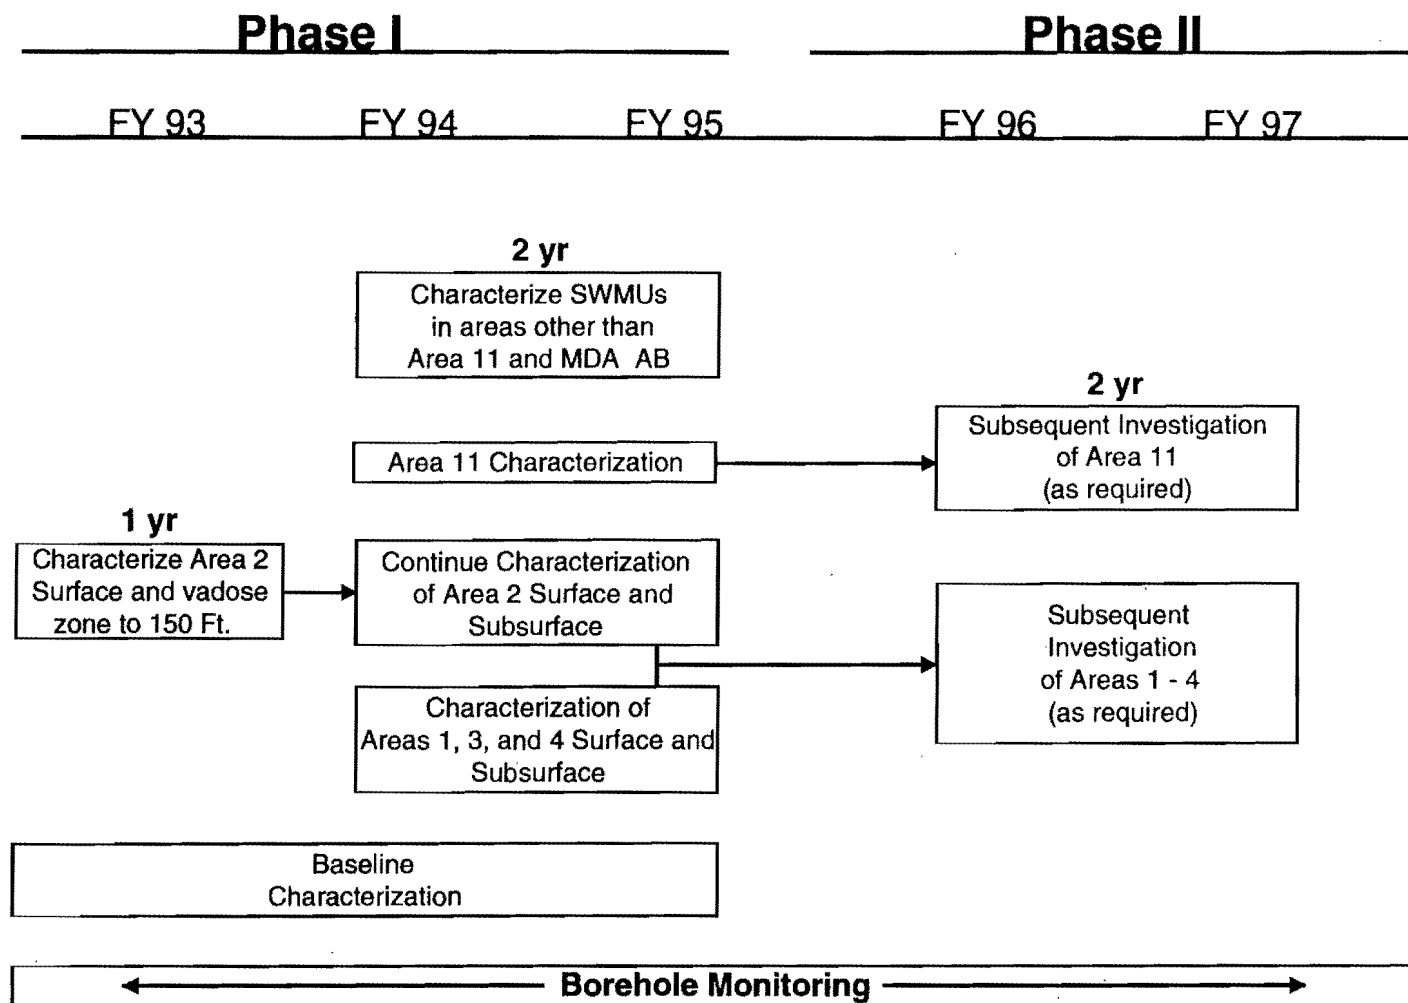 Phase I
Phase II
FY 93
FY 94
FY 95
FY 96
FY 97
2 yr
Characterize SWMUs
in areas other than
Area 11 and MDA AB
2 yr
Subsequent Investigation
of Area 11
(as required)
Area 11 Characterization
1 yr
Characterize Area 2
Surface and vadose
zone to 150 Ft.
Continue Characterization
of Area 2 Surface and
Subsurface
Subsequent
Investigation
of Areas 1 - 4
(as required)
Characterization of
Areas 1, 3, and 4 Surface and
Subsurface
Baseline
Characterization
Borehole Monitoring